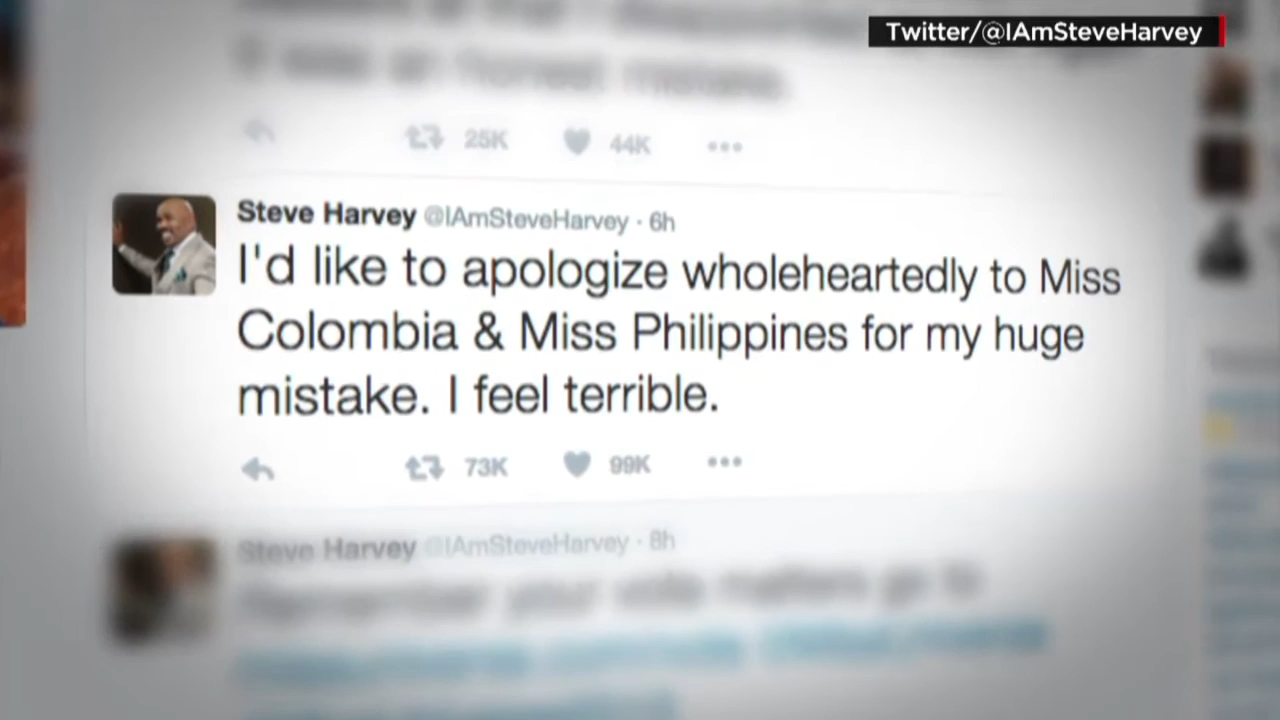 Twitter/@IAmSteveHarvey
25K 44K
Steve Harvey @IAmSteveHarvey · 6h
I'd like to apologize wholeheartedly to Miss
Colombia & Miss Philippines for my huge
mistake. I feel terrible.
73K 99K
Steve Harvey @IAmSteveHarvey · 8h